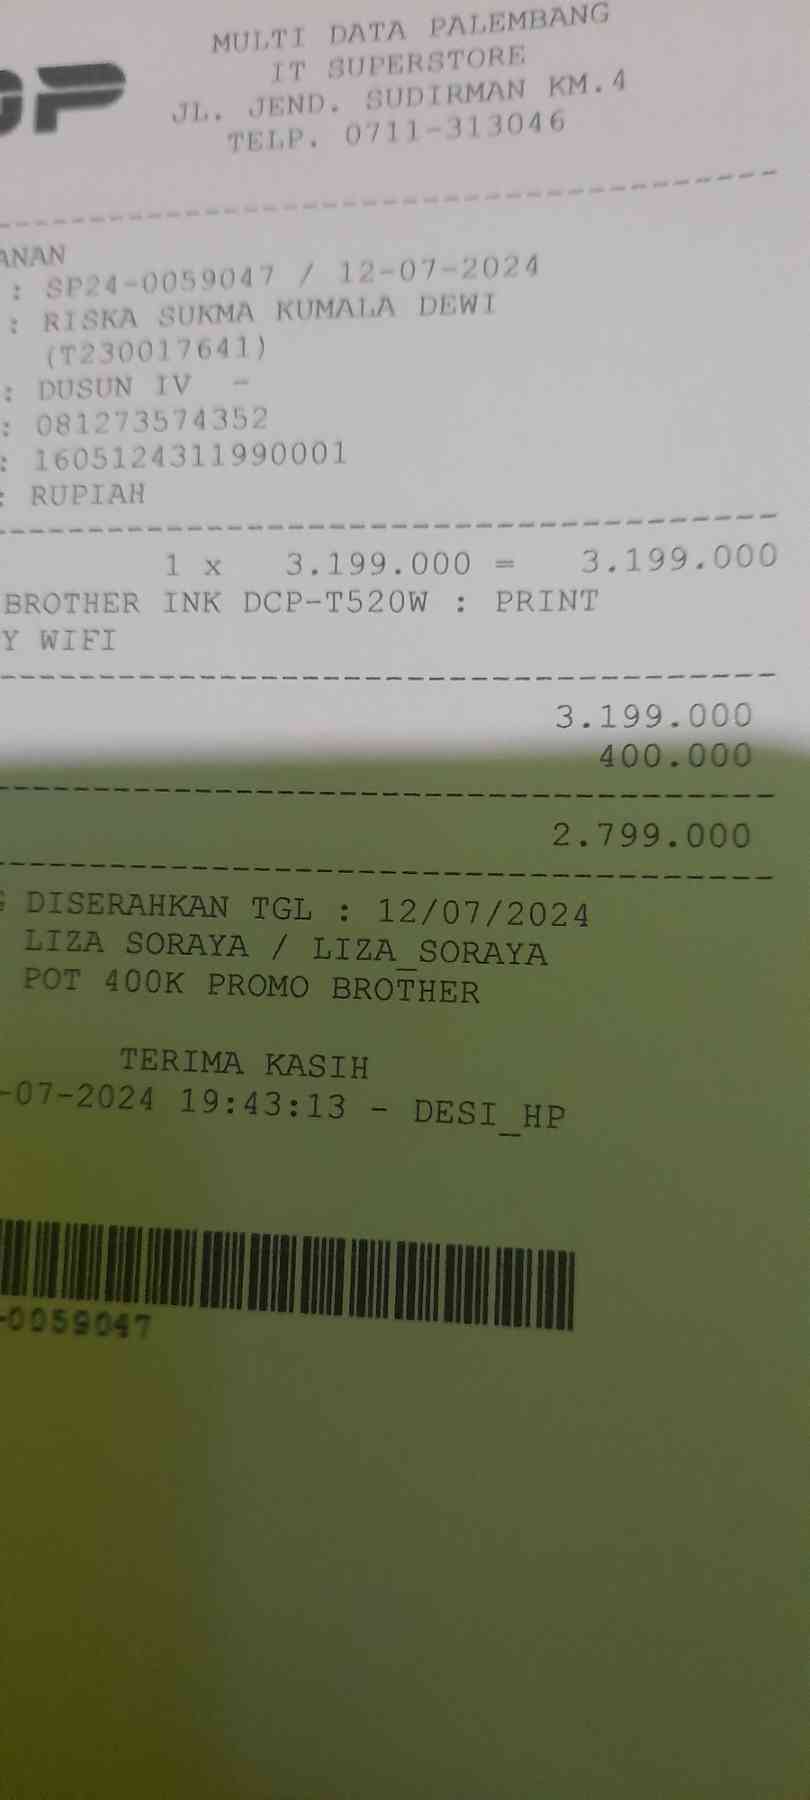 MULTI DATA PALEMBANG
IT SUPERSTORE
JL. JEND. SUDIRMAN KM.4
TELP. 0711-313046
ANAN
: SP24-0059047 / 12-07-2024
: RISKA SUKMA KUMALA DEWI
(T230017641)
: DUSUN IV -
: 081273574352
: 1605124311990001
: RUPIAH
1 x 3.199.000 = 3.199.000
BROTHER INK DCP-T520W : PRINT
Y WIFI
3.199.000
400.000
2.799.000
DISERAHKAN TGL : 12/07/2024
LIZA SORAYA / LIZA_SORAYA
POT 400K PROMO BROTHER
TERIMA KASIH
-07-2024 19:43:13 - DESI_HP
-0059047